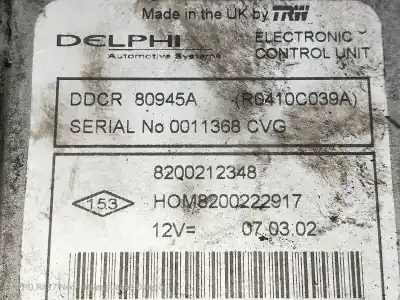 Made in the UK by TRW
DELPHI
Automotive Systems
ELECTRONIC
CONTROL UNIT
DDCR 80945A (R0410C039A)
SERIAL No 0011368 CVG
8200212348
153
HOM8200222917
12V= 07.03.02